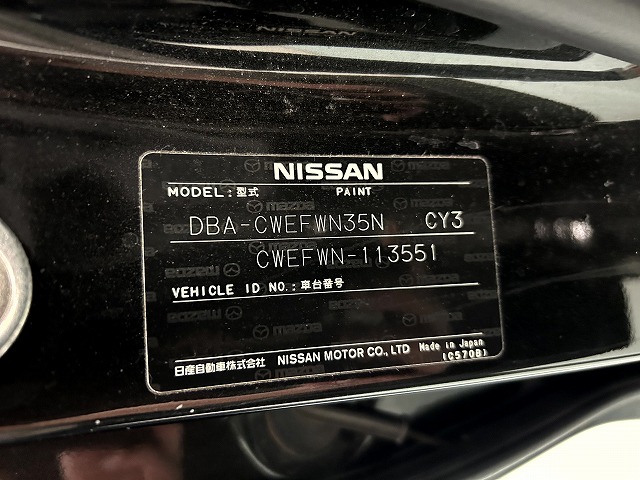 NISSAN
MODEL:型式 PAINT
DBA-CWEFWN35N CY3
CWEFWN-113551
VEHICLE ID NO.:車台番号
日産自動車株式会社 NISSAN MOTOR CO., LTD Made in Japan
(C570B)